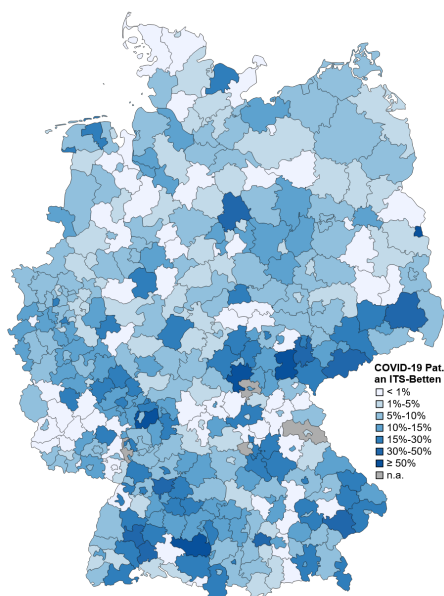 COVID-19 Pat.
an ITS-Betten
< 1%
1%-5%
5%-10%
10%-15%
15%-30%
30%-50%
≥ 50%
n.a.